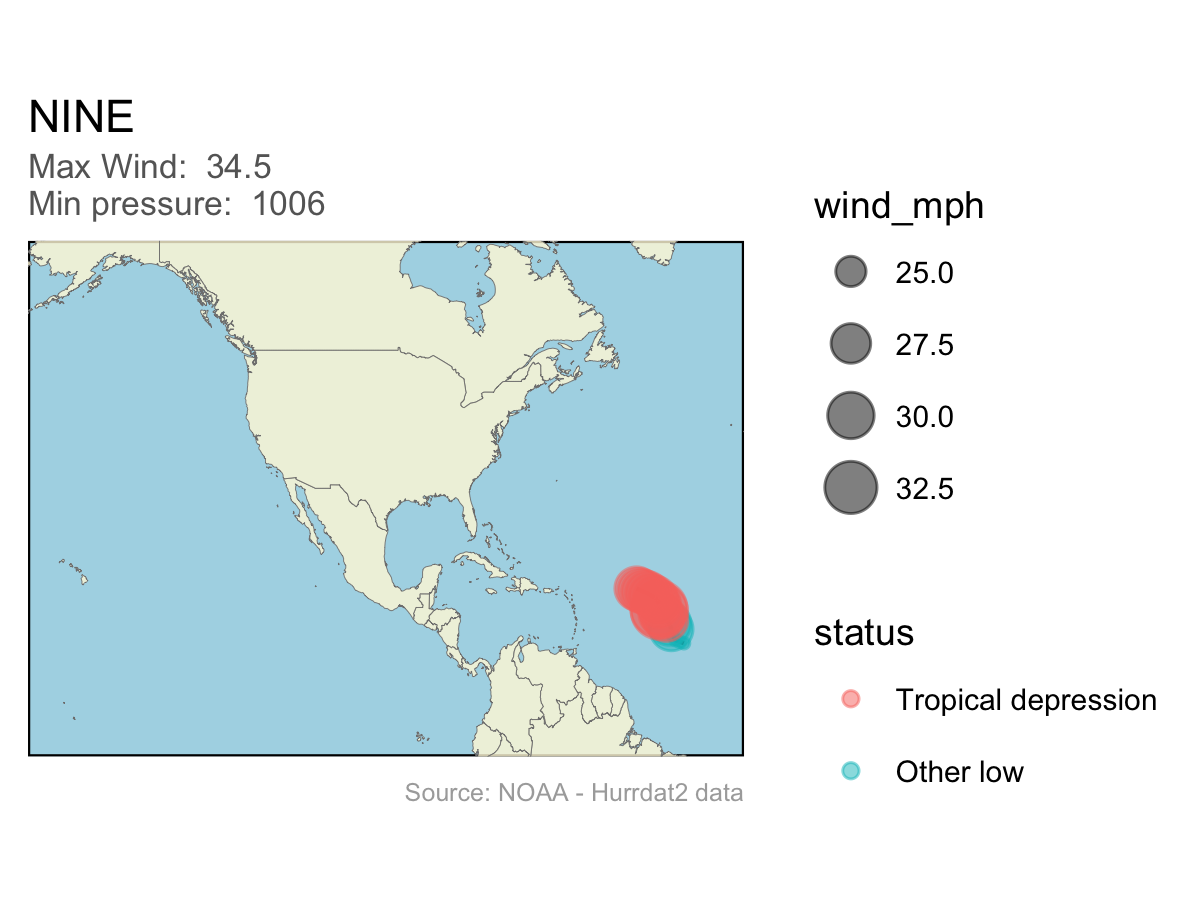 NINE
Max Wind:  34.5
Min pressure:  1006
wind_mph
25.0
27.5
30.0
32.5
status
Tropical depression
Other low
Source: NOAA - Hurrdat2 data